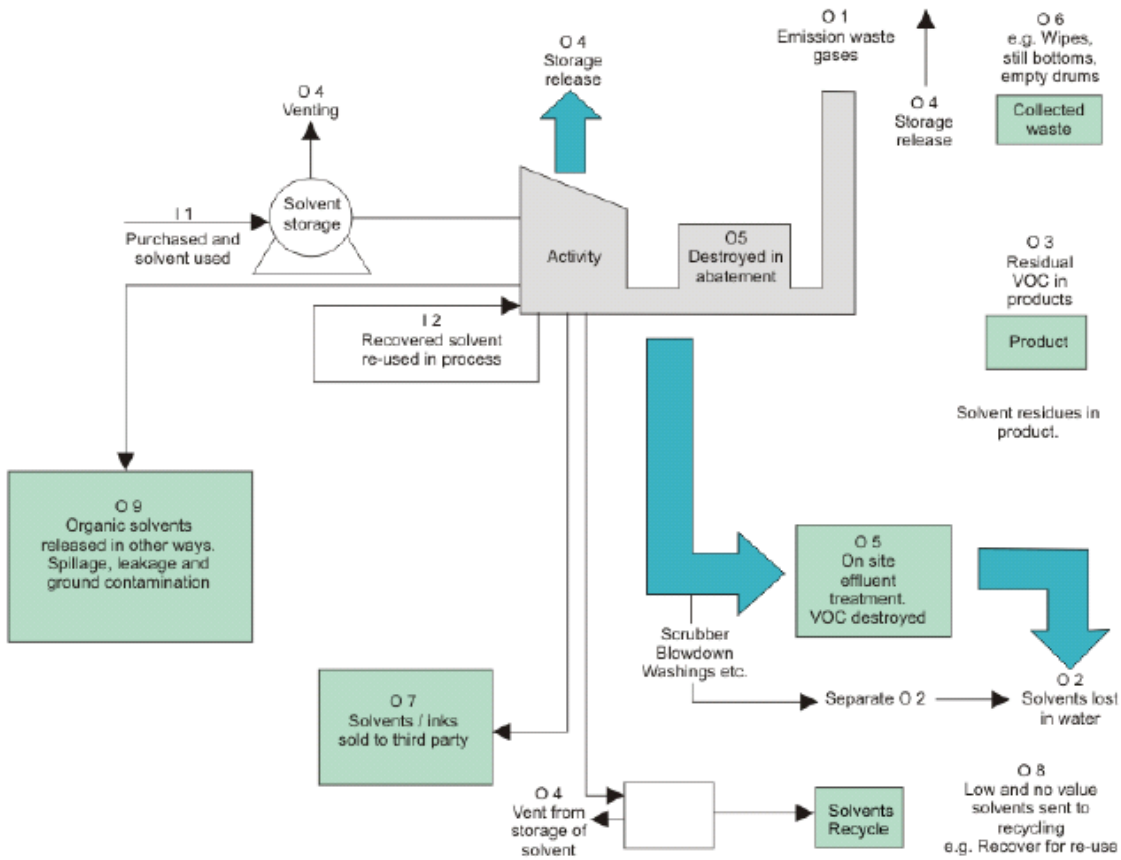 O 1
Emission waste
gases
O 4
Storage
release
O 6
e.g. Wipes,
still bottoms,
empty drums
Collected
waste
O 4
Storage
release
O 4
Venting
I 1
Purchased and
solvent used
Solvent
storage
Activity
O5
Destroyed in
abatement
O 3
Residual
VOC in
products
Product
Solvent residues in
product.
I 2
Recovered solvent
re-used in process
O 9
Organic solvents
released in other ways.
Spillage, leakage and
ground contamination
O 5
On site
effluent
treatment.
VOC destroyed
Scrubber
Blowdown
Washings etc.
Separate O 2
O 2
Solvents lost
in water
O 7
Solvents / inks
sold to third party
O 4
Vent from
storage of
solvent
Solvents
Recycle
O 8
Low and no value
solvents sent to
recycling
e.g. Recover for re-use